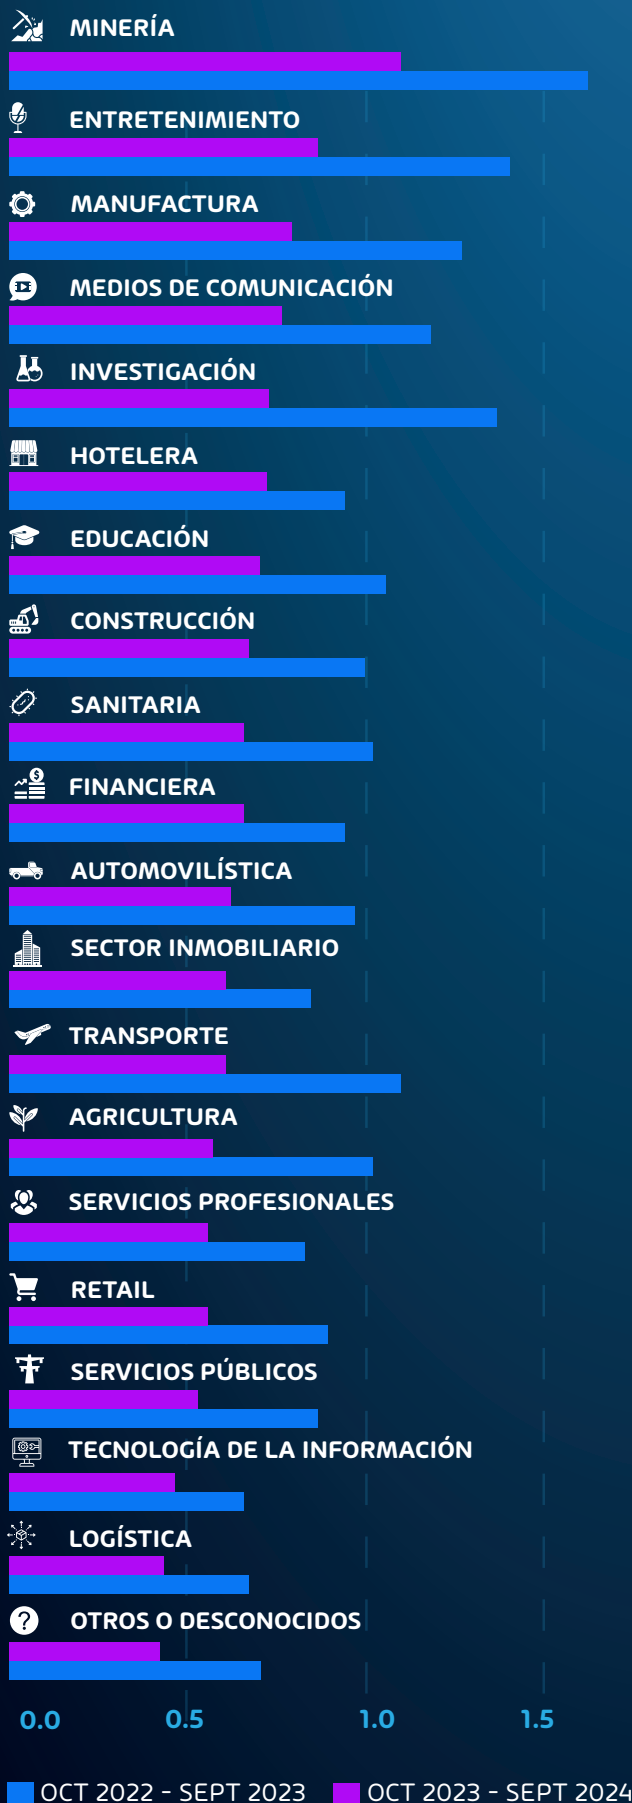 MINERÍA
ENTRETENIMIENTO
MANUFACTURA
MEDIOS DE COMUNICACIÓN
INVESTIGACIÓN
HOTELERA
EDUCACIÓN
CONSTRUCCIÓN
SANITARIA
FINANCIERA
AUTOMOVILÍSTICA
SECTOR INMOBILIARIO
TRANSPORTE
AGRICULTURA
SERVICIOS PROFESIONALES
RETAIL
SERVICIOS PÚBLICOS
TECNOLOGÍA DE LA INFORMACIÓN
LOGÍSTICA
OTROS O DESCONOCIDOS
0.0 0.5 1.0 1.5
OCT 2022 - SEPT 2023 OCT 2023 - SEPT 2024